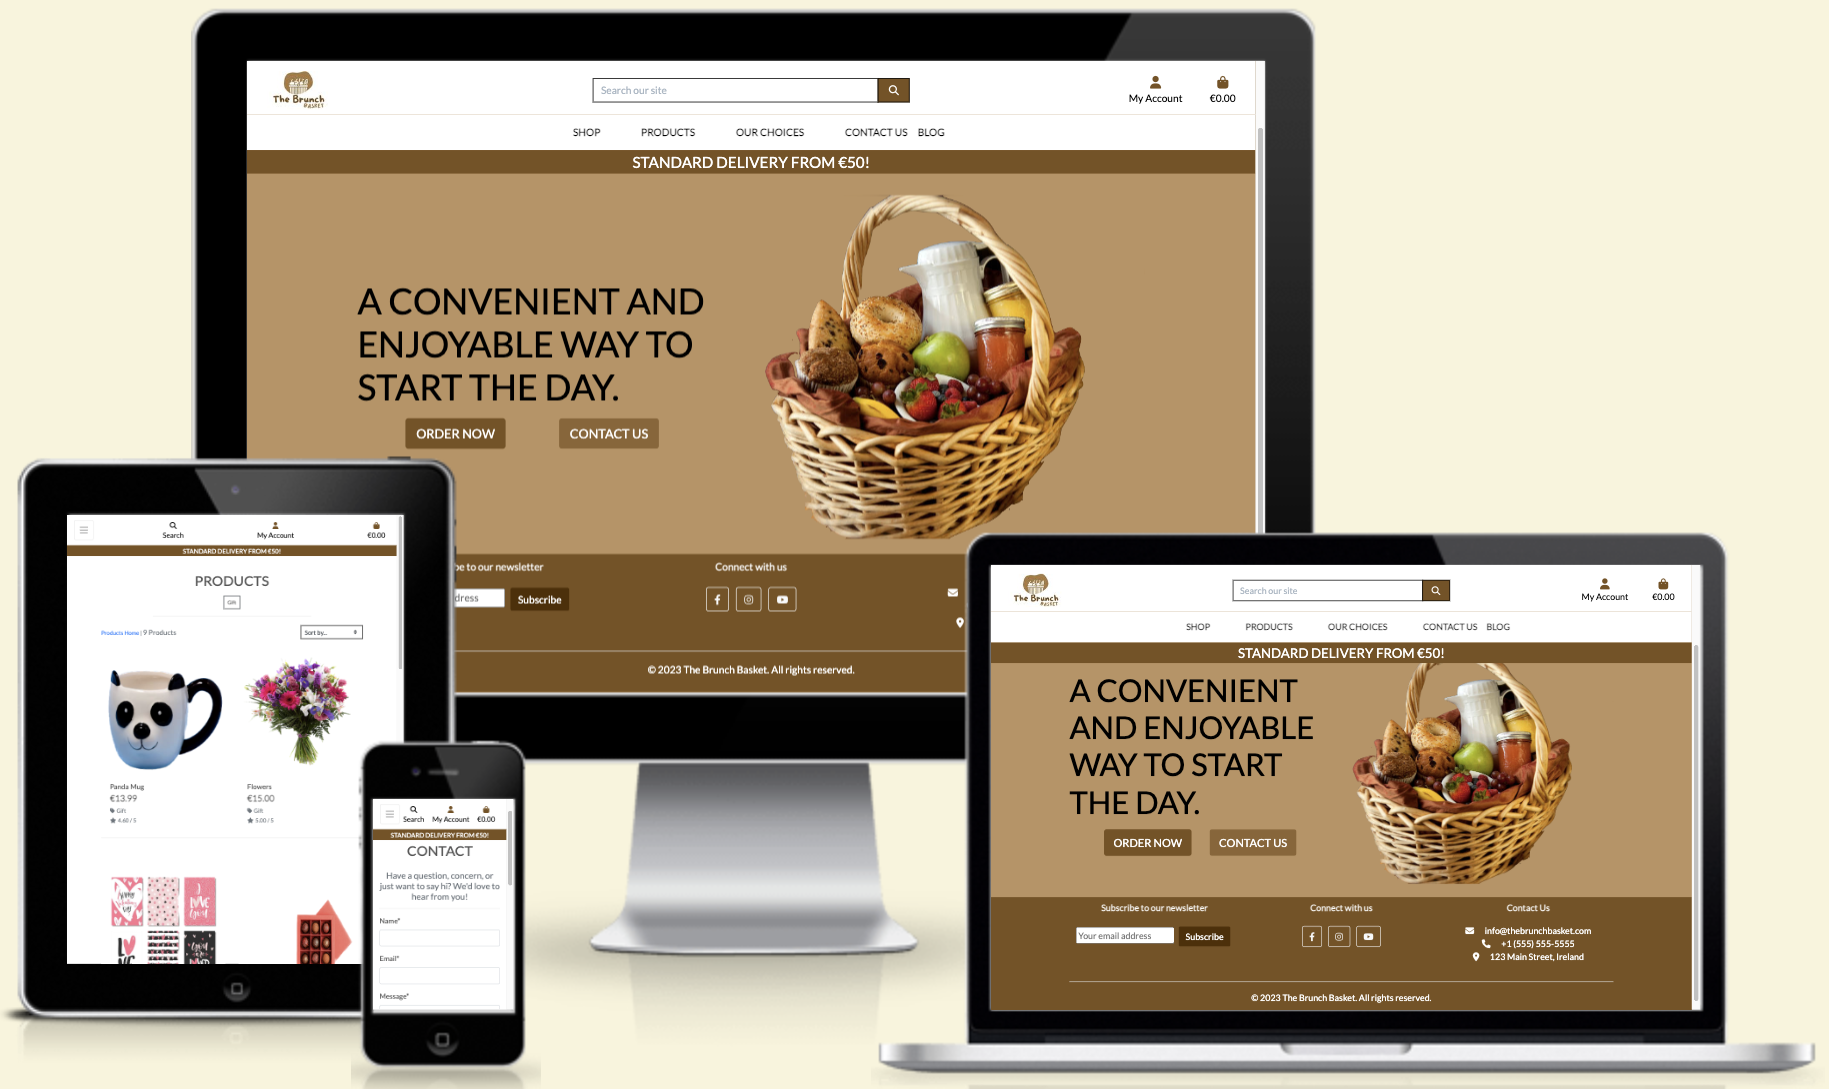 The Brunch
BASKET
Search our site
My Account
€0.00
SHOP
PRODUCTS
OUR CHOICES
CONTACT US
BLOG
STANDARD DELIVERY FROM €50!
A CONVENIENT AND
ENJOYABLE WAY TO
START THE DAY.
ORDER NOW
CONTACT US
be to our newsletter
dress
Subscribe
Connect with us
© 2023 The Brunch Basket. All rights reserved.
Search
My Account
€0.00
STANDARD DELIVERY FROM €50!
PRODUCTS
Gift
Products Home | 9 Products
Sort by...
Panda Mug
€13.99
Gift
4.60 / 5
Flowers
€15.00
Gift
5.00 / 5
I
LOVE
Search
My Account
€0.00
STANDARD DELIVERY FROM €50!
CONTACT
Have a question, concern, or
just want to say hi? We'd love to
hear from you!
Name*
Email*
Message*
The Brunch
BASKET
Search our site
My Account
€0.00
SHOP
PRODUCTS
OUR CHOICES
CONTACT US
BLOG
STANDARD DELIVERY FROM €50!
A CONVENIENT
AND ENJOYABLE
WAY TO START
THE DAY.
ORDER NOW
CONTACT US
Subscribe to our newsletter
Your email address
Subscribe
Connect with us
Contact Us
info@thebrunchbasket.com
+1 (555) 555-5555
123 Main Street, Ireland
© 2023 The Brunch Basket. All rights reserved.